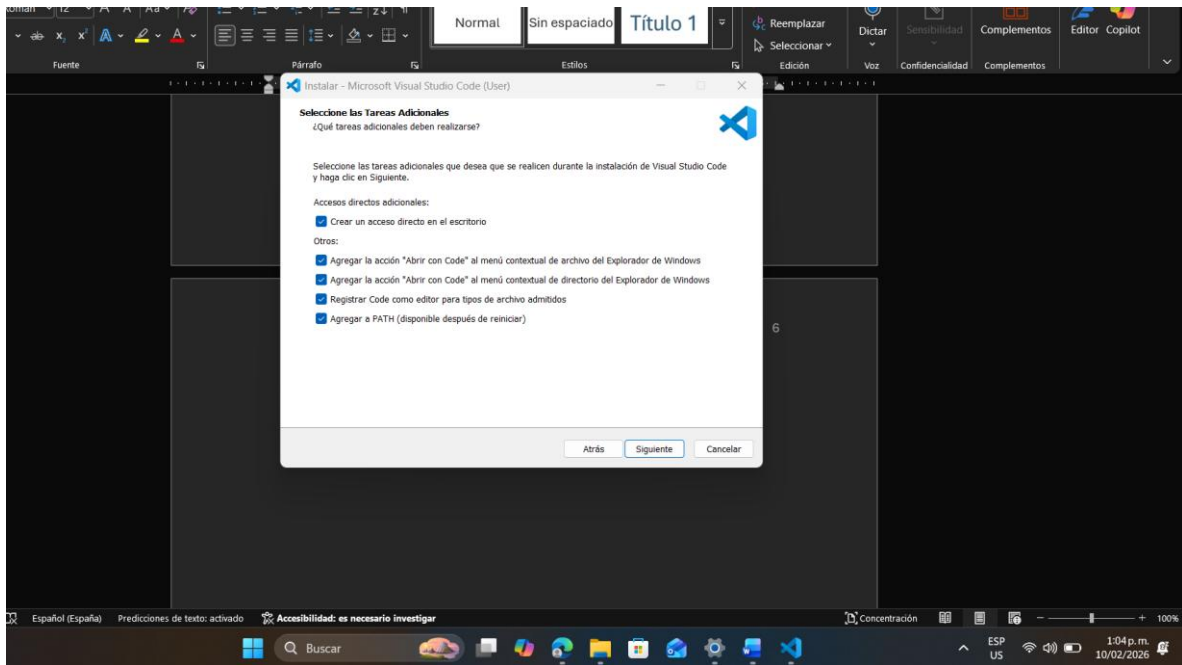 A A Aa
Normal Sin espaciado Título 1
Reemplazar
Seleccionar
Dictar
Sensibilidad
Complementos
Editor Copilot
Fuente Párrafo Estilos Edición Voz Confidencialidad Complementos
Instalar - Microsoft Visual Studio Code (User)
Seleccione las Tareas Adicionales
¿Qué tareas adicionales deben realizarse?
Seleccione las tareas adicionales que desea que se realicen durante la instalación de Visual Studio Code
y haga clic en Siguiente.
Accesos directos adicionales:
Crear un acceso directo en el escritorio
Otros:
Agregar la acción "Abrir con Code" al menú contextual de archivo del Explorador de Windows
Agregar la acción "Abrir con Code" al menú contextual de directorio del Explorador de Windows
Registrar Code como editor para tipos de archivo admitidos
Agregar a PATH (disponible después de reiniciar)
6
Atrás Siguiente Cancelar
Español (España) Predicciones de texto: activado Accesibilidad: es necesario investigar Concentración 100%
Buscar
ESP
US
1:04 p. m.
10/02/2026